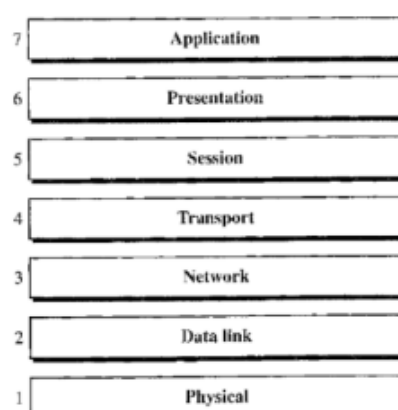 7 Application
6 Presentation
5 Session
4 Transport
3 Network
2 Data link
1 Physical